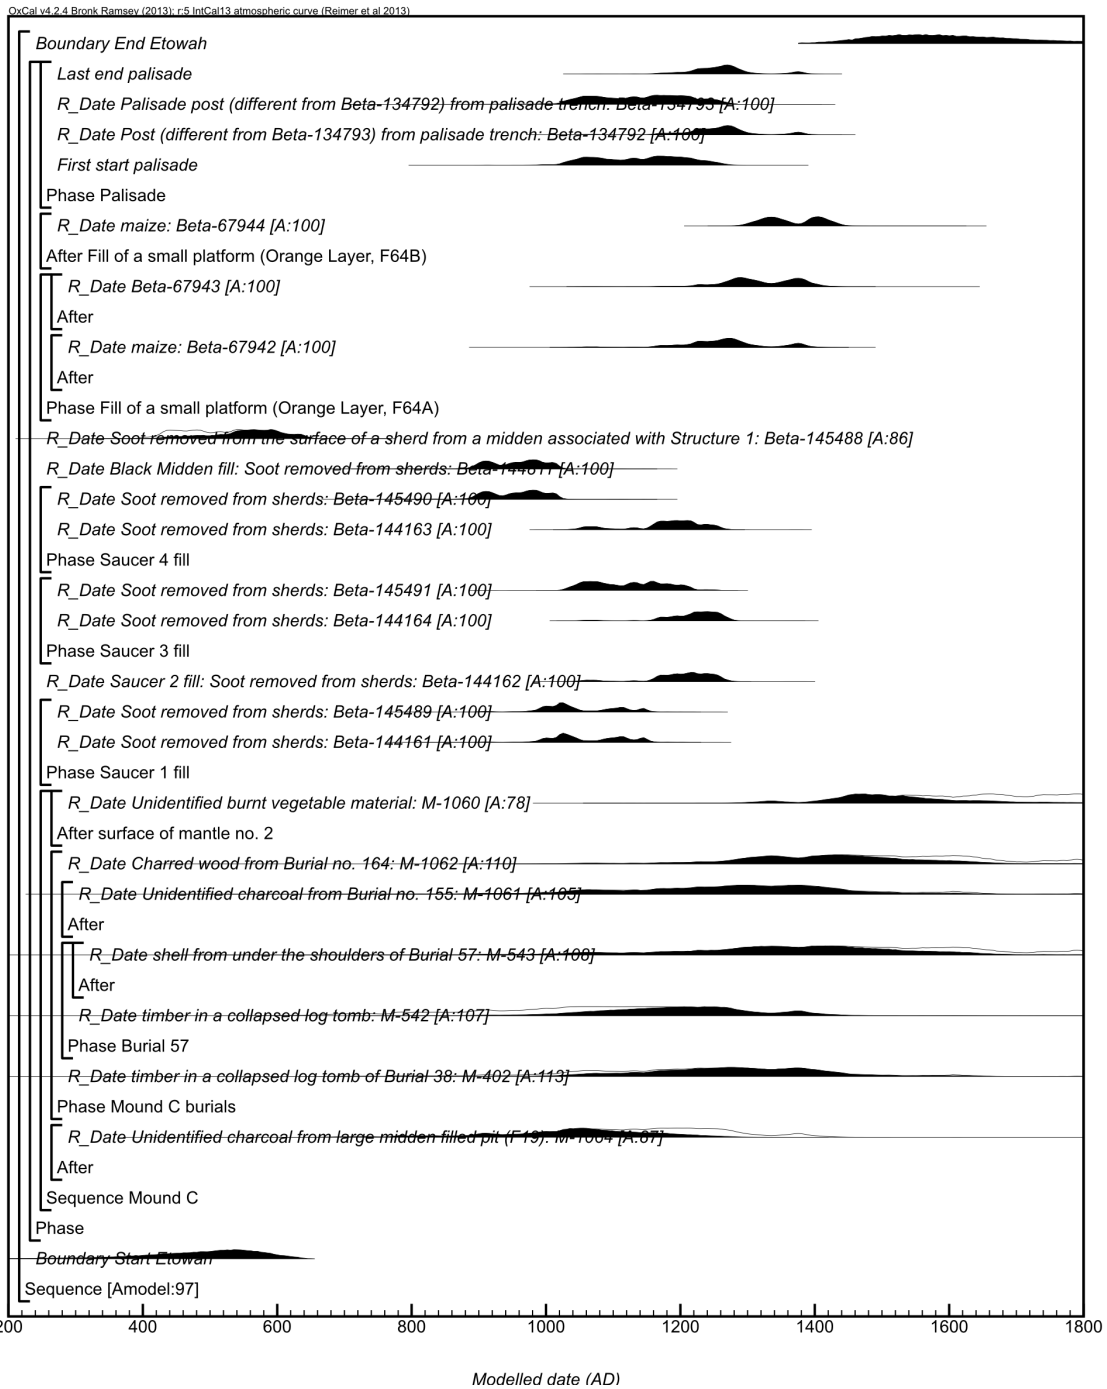 OxCal v4.2.4 Bronk Ramsey (2013); r:5 IntCal13 atmospheric curve (Reimer et al 2013)
Boundary End Etowah
Last end palisade
R_Date Palisade post (different from Beta-134792) from palisade trench: Beta-134793 [A:100]
R_Date Post (different from Beta-134793) from palisade trench: Beta-134792 [A:100]
First start palisade
Phase Palisade
R_Date maize: Beta-67944 [A:100]
After Fill of a small platform (Orange Layer, F64B)
R_Date Beta-67943 [A:100]
After
R_Date maize: Beta-67942 [A:100]
After
Phase Fill of a small platform (Orange Layer, F64A)
R_Date Soot removed from the surface of a sherd from a midden associated with Structure 1: Beta-145488 [A:86]
R_Date Black Midden fill: Soot removed from sherds: [A:100]
R_Date Soot removed from sherds: Beta-145490 [A:100]
R_Date Soot removed from sherds: Beta-144163 [A:100]
Phase Saucer 4 fill
R_Date Soot removed from sherds: Beta-145491 [A:100]
R_Date Soot removed from sherds: Beta-144164 [A:100]
Phase Saucer 3 fill
R_Date Saucer 2 fill: Soot removed from sherds: Beta-144162 [A:100]
R_Date Soot removed from sherds: Beta-145489 [A:100]
R_Date Soot removed from sherds: Beta-144161 [A:100]
Phase Saucer 1 fill
R_Date Unidentified burnt vegetable material: M-1060 [A:78]
After surface of mantle no. 2
R_Date Charred wood from Burial no. 164: M-1062 [A:110]
R_Date Unidentified charcoal from Burial no. 155: M-1061 [A:105]
After
R_Date shell from under the shoulders of Burial 57: M-543 [A:108]
After
R_Date timber in a collapsed log tomb: M-542 [A:107]
Phase Burial 57
R_Date timber in a collapsed log tomb of Burial 38: M-402 [A:113]
Phase Mound C burials
R_Date Unidentified charcoal from large midden filled pit (F19): M-1064 [A:87]
After
Sequence Mound C
Phase
Boundary Start Etowah
Sequence [Amodel:97]
200 400 600 800 1000 1200 1400 1600 1800
Modelled date (AD)